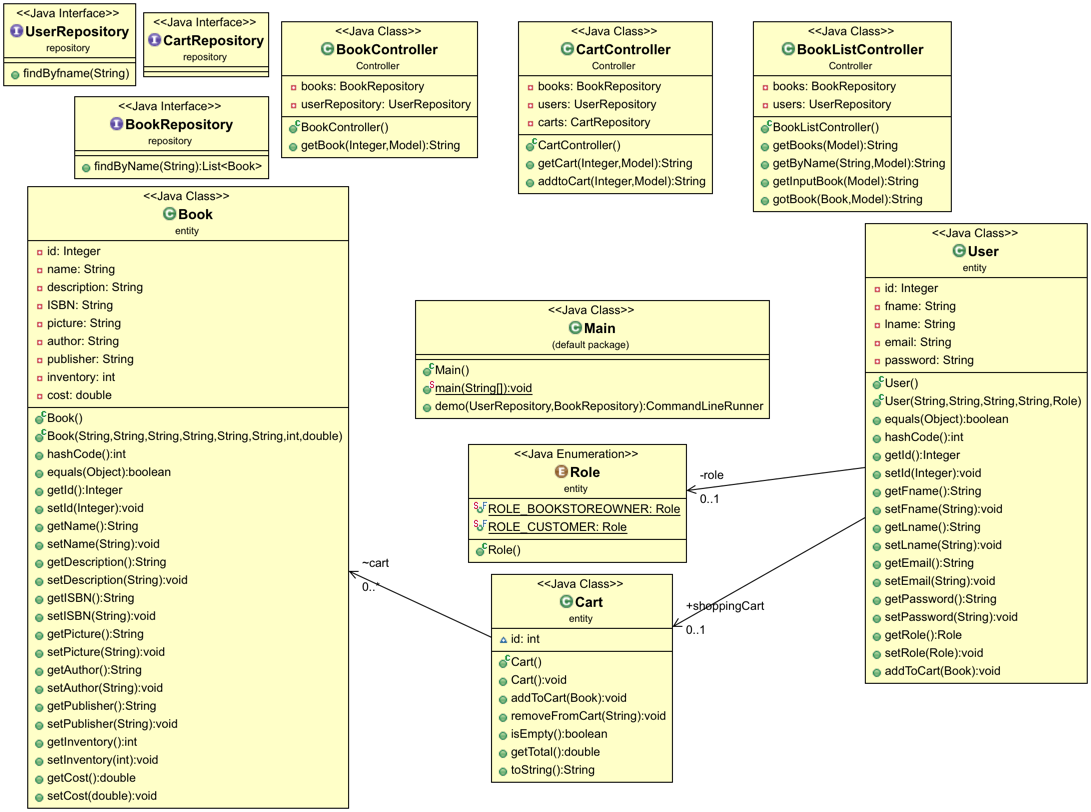 <<Java Interface>>
UserRepository
repository
findByfname(String)
<<Java Interface>>
CartRepository
repository
<<Java Interface>>
BookRepository
repository
findByName(String):List<Book>
<<Java Class>>
BookController
Controller
books: BookRepository
userRepository: UserRepository
BookController()
getBook(Integer,Model):String
<<Java Class>>
CartController
Controller
books: BookRepository
users: UserRepository
carts: CartRepository
CartController()
getCart(Integer,Model):String
addtoCart(Integer,Model):String
<<Java Class>>
BookListController
Controller
books: BookRepository
users: UserRepository
BookListController()
getBooks(Model):String
getByName(String,Model):String
getInputBook(Model):String
gotBook(Book,Model):String
<<Java Class>>
Book
entity
id: Integer
name: String
description: String
ISBN: String
picture: String
author: String
publisher: String
inventory: int
cost: double
Book()
Book(String,String,String,String,String,String,int,double)
hashCode():int
equals(Object):boolean
getId():Integer
setId(Integer):void
getName():String
setName(String):void
getDescription():String
setDescription(String):void
getISBN():String
setISBN(String):void
getPicture():String
setPicture(String):void
getAuthor():String
setAuthor(String):void
getPublisher():String
setPublisher(String):void
getInventory():int
setInventory(int):void
getCost():double
setCost(double):void
<<Java Class>>
Main
(default package)
Main()
main(String[]):void
demo(UserRepository,BookRepository):CommandLineRunner
<<Java Enumeration>>
Role
entity
ROLE_BOOKSTOREOWNER: Role
ROLE_CUSTOMER: Role
Role()
-role
0..1
~cart
0..*
<<Java Class>>
Cart
entity
id: int
Cart()
Cart():void
addToCart(Book):void
removeFromCart(String):void
isEmpty():boolean
getTotal():double
toString():String
+shoppingCart
0..1
<<Java Class>>
User
entity
id: Integer
fname: String
lname: String
email: String
password: String
User()
User(String,String,String,String,Role)
equals(Object):boolean
hashCode():int
getId():Integer
setId(Integer):void
getFname():String
setFname(String):void
getLname():String
setLname(String):void
getEmail():String
setEmail(String):void
getPassword():String
setPassword(String):void
getRole():Role
setRole(Role):void
addToCart(Book):void